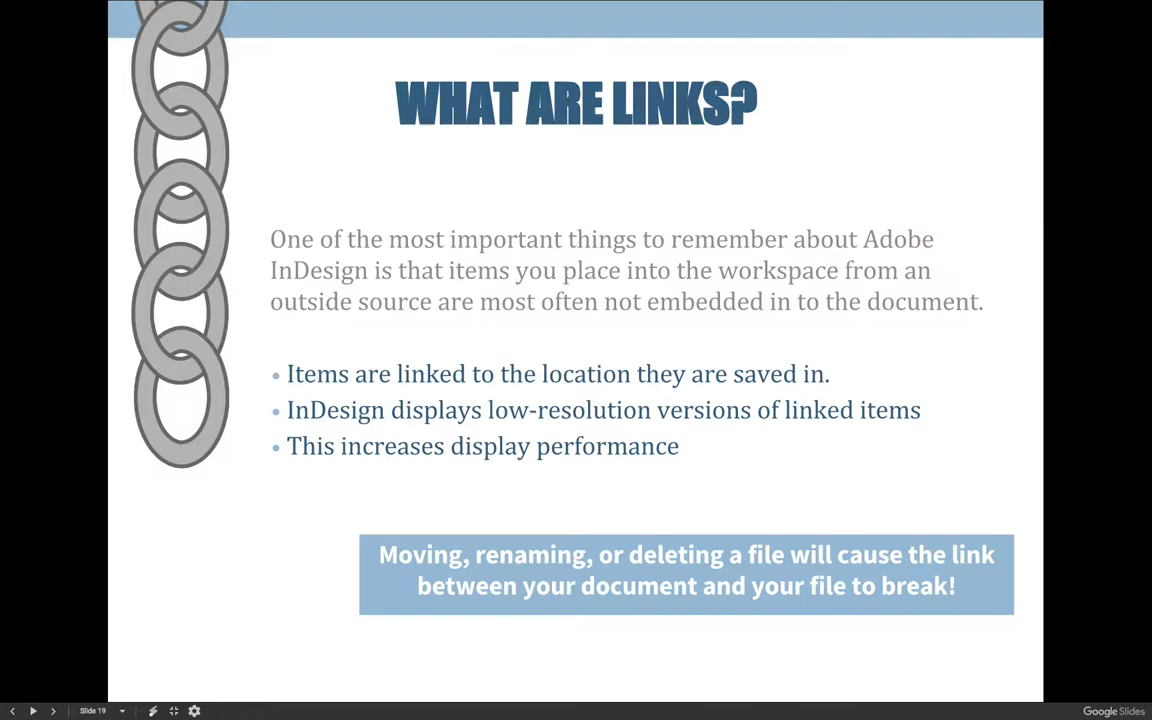 WHAT ARE LINKS?
One of the most important things to remember about Adobe
InDesign is that items you place into the workspace from an
outside source are most often not embedded in to the document.
• Items are linked to the location they are saved in.
• InDesign displays low-resolution versions of linked items
• This increases display performance
Moving, renaming, or deleting a file will cause the link
between your document and your file to break!
Slide 19
Google Slides